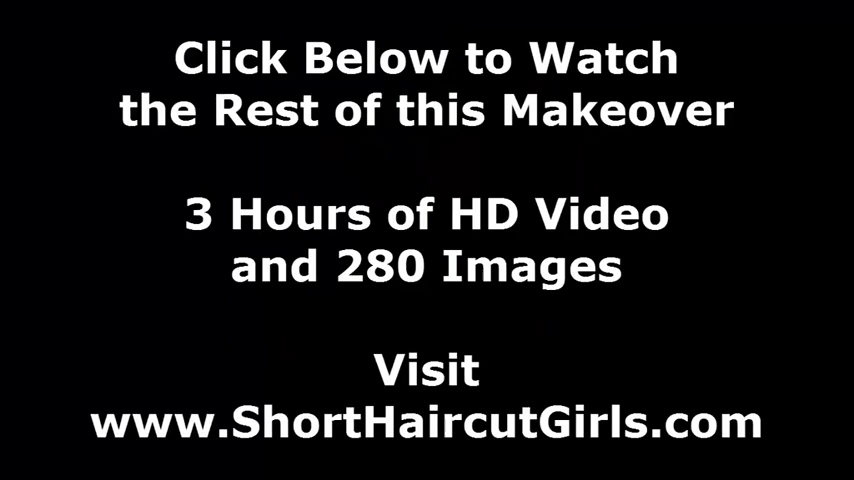 Click Below to Watch
the Rest of this Makeover
3 Hours of HD Video
and 280 Images
Visit
www.ShortHaircutGirls.com